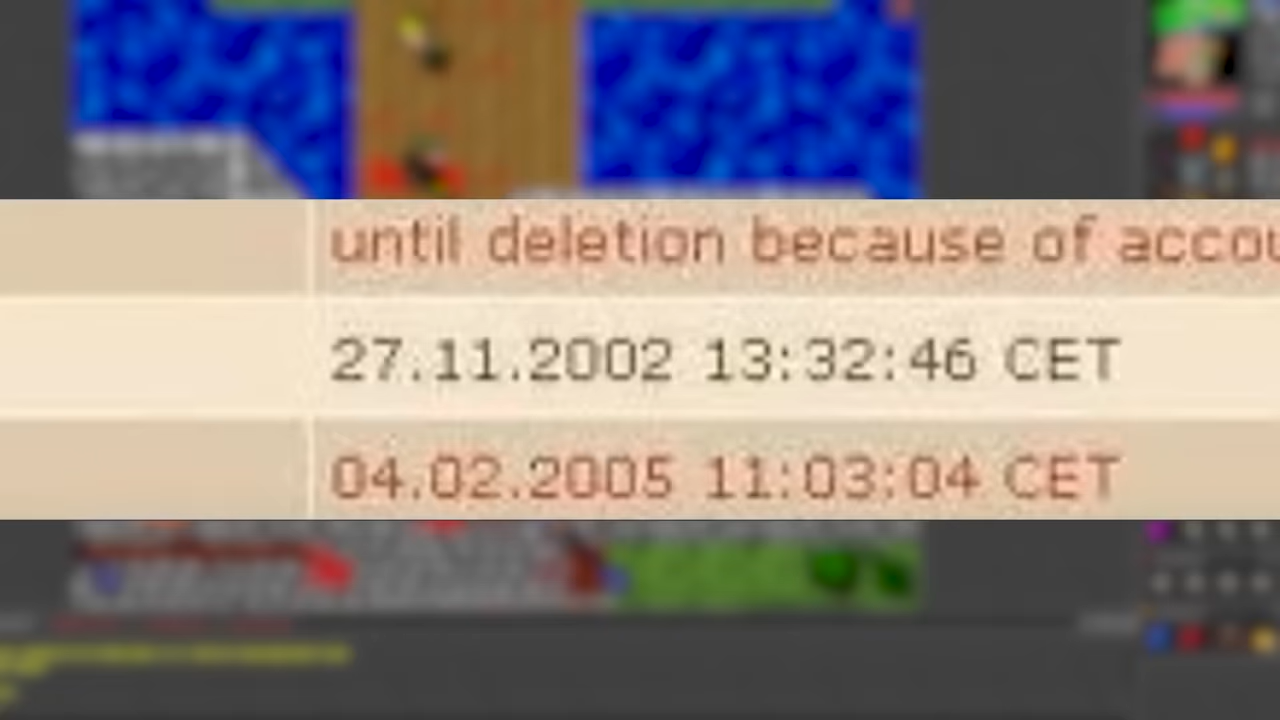 until deletion because of accou
27.11.2002 13:32:46 CET
04.02.2005 11:03:04 CET